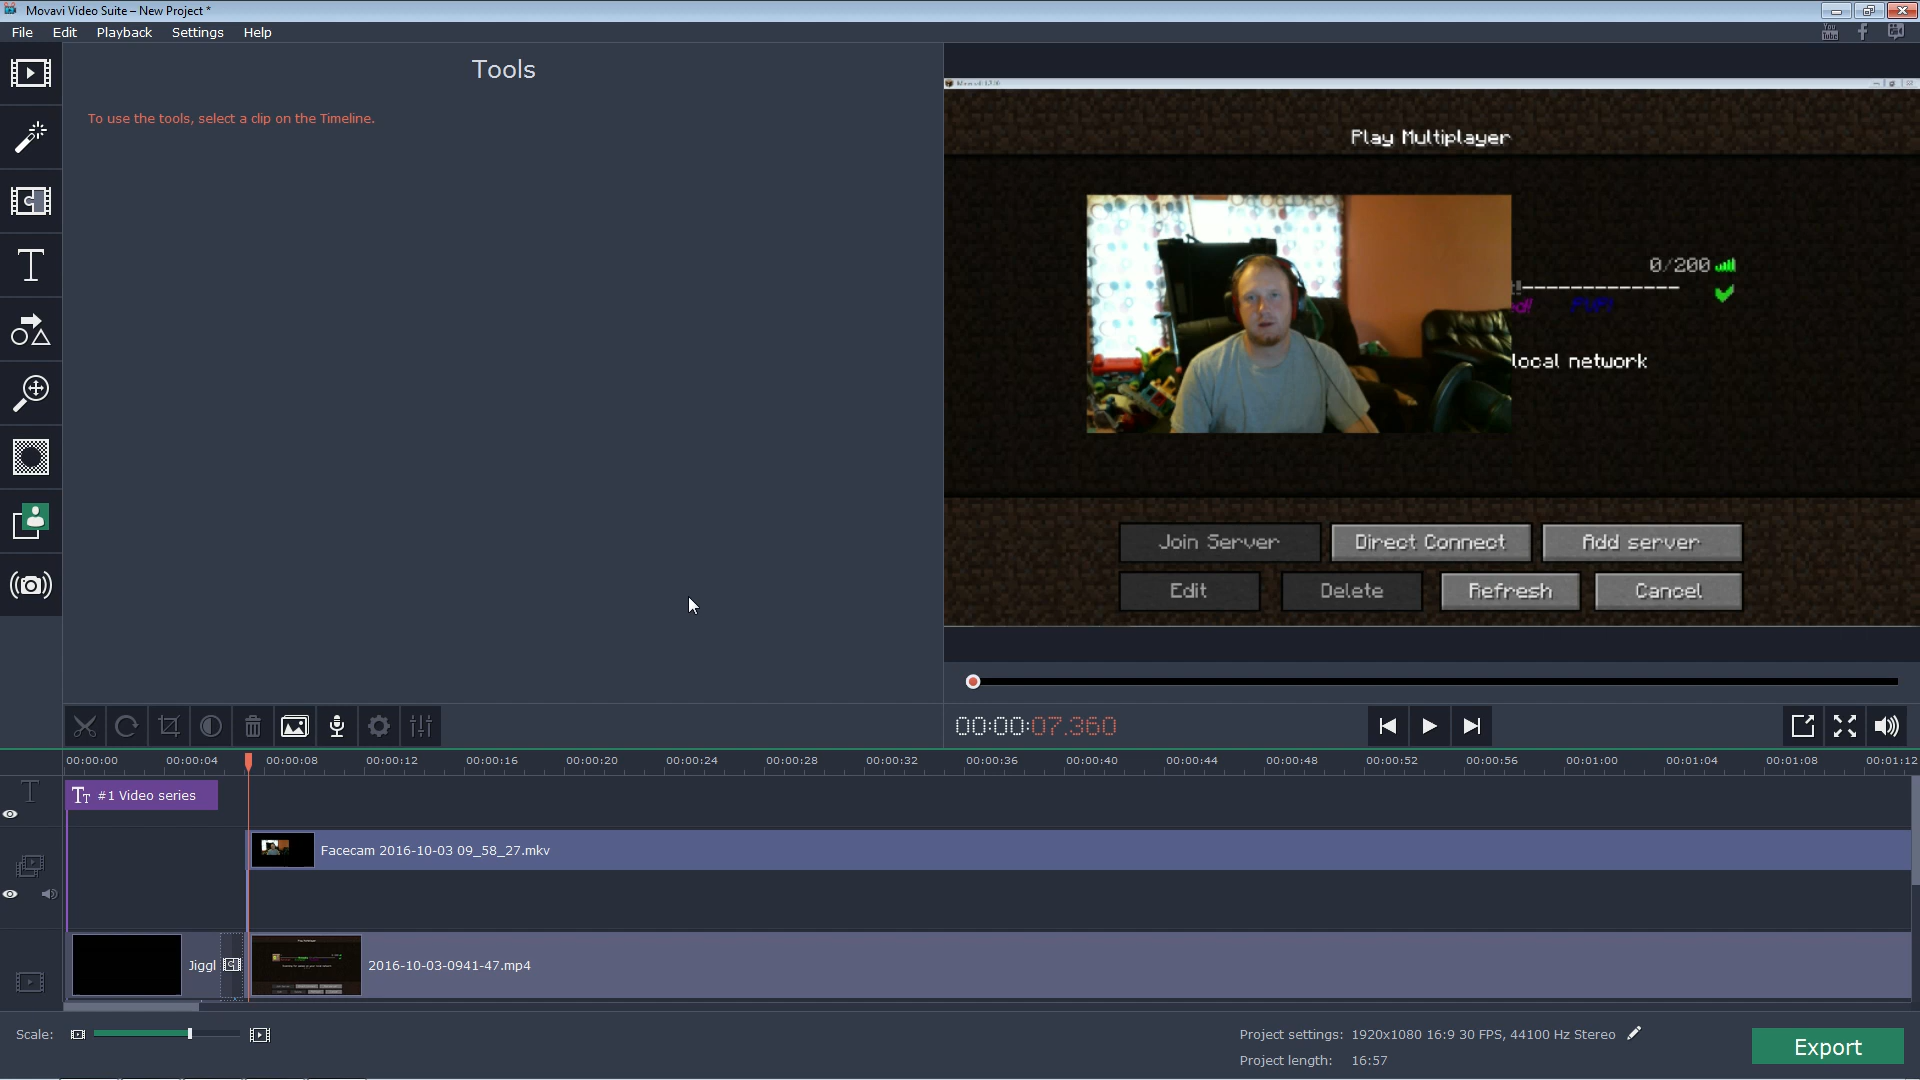 Movavi Video Suite – New Project *
File Edit Playback Settings Help
You Tube
Tools
To use the tools, select a clip on the Timeline.
Play Multiplayer
0/200
local network
Join Server Direct Connect Add server
Edit Delete Refresh Cancel
00:00:07.360
00:00:00 00:00:04 00:00:08 00:00:12 00:00:16 00:00:20 00:00:24 00:00:28 00:00:32 00:00:36 00:00:40 00:00:44 00:00:48 00:00:52 00:00:56 00:01:00 00:01:04 00:01:08 00:01:12
#1 Video series
Facecam 2016-10-03 09_58_27.mkv
Jiggl
2016-10-03-0941-47.mp4
Scale:
Project settings: 1920x1080 16:9 30 FPS, 44100 Hz Stereo
Project length: 16:57
Export